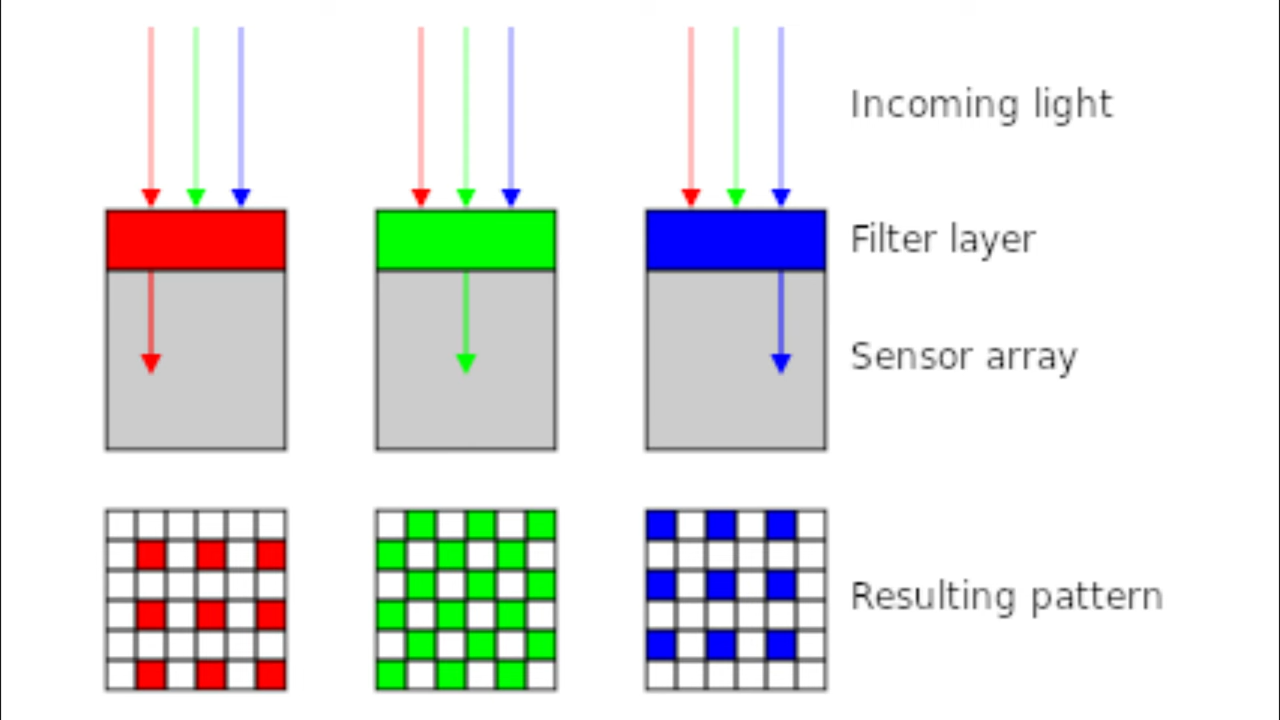 Incoming light
Filter layer
Sensor array
Resulting pattern